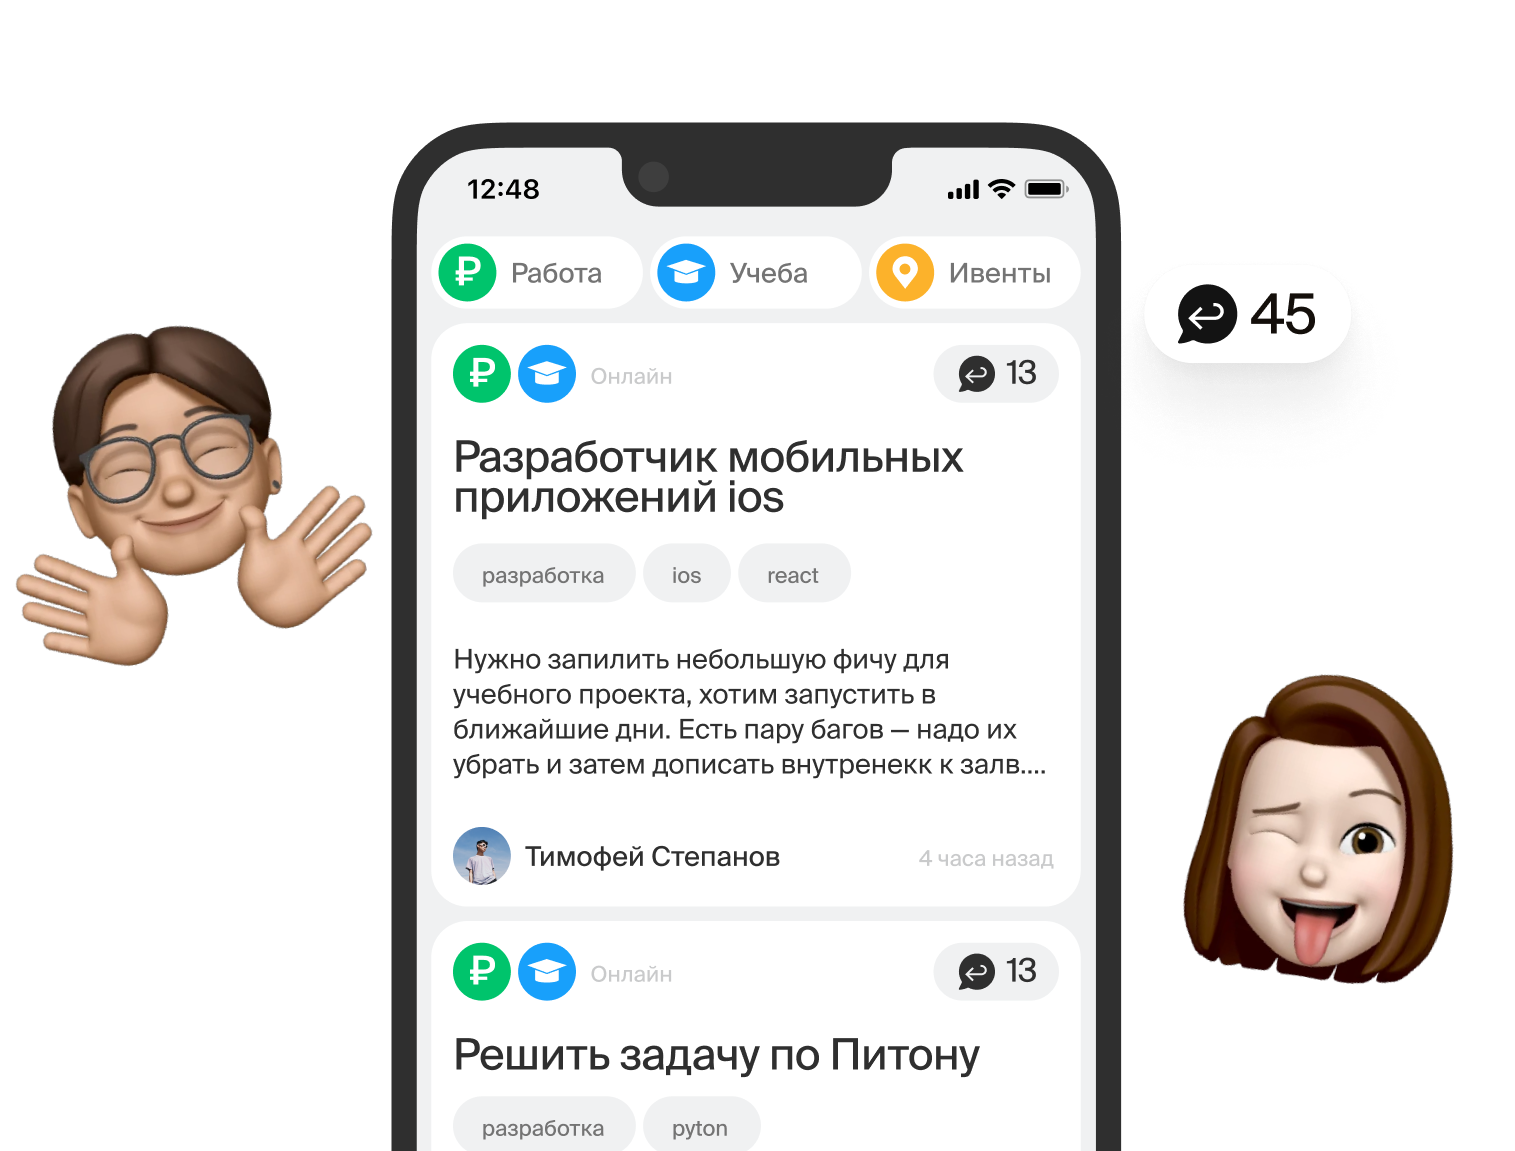 12:48
Работа
Учеба
Ивенты
45
₽
Онлайн
13
Разработчик мобильных
приложений ios
разработка
ios
react
Нужно запилить небольшую фичу для
учебного проекта, хотим запустить в
ближайшие дни. Есть пару багов — надо их
убрать и затем дописать внутренекк к залв....
Тимофей Степанов
4 часа назад
Онлайн
13
Решить задачу по Питону
разработка
pyton